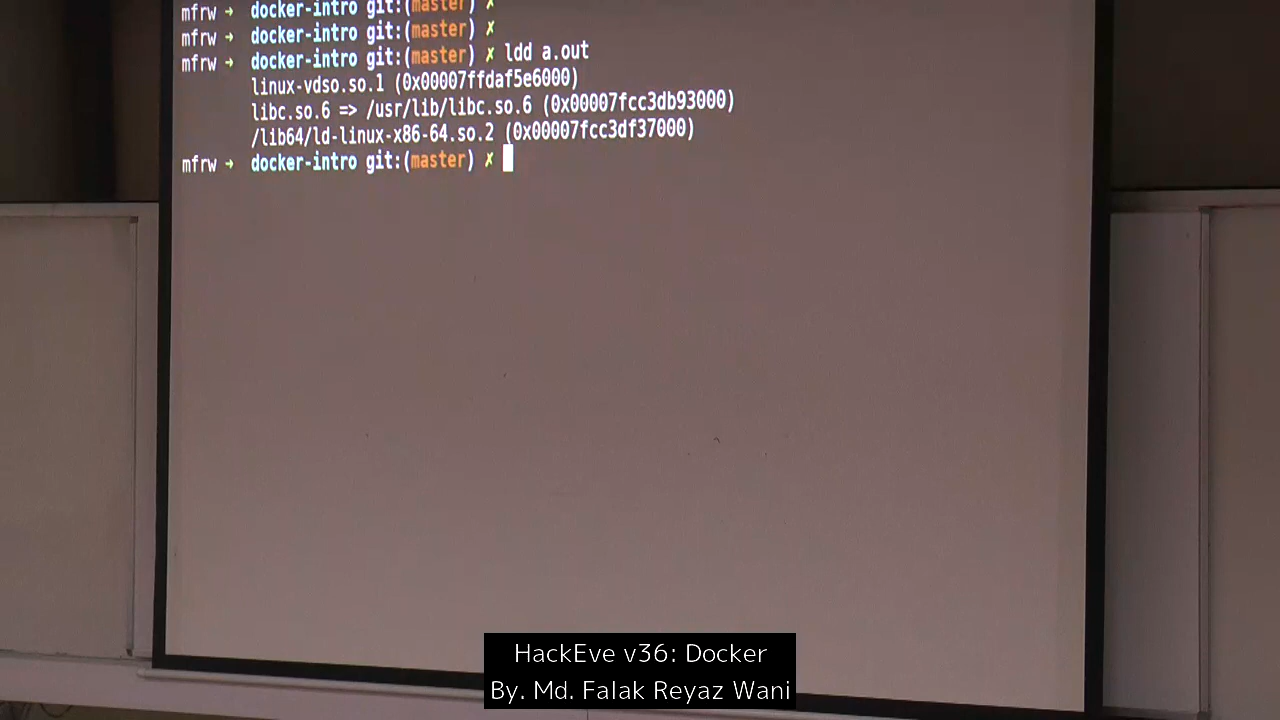 mfrw → docker-intro git:(master) ✗
mfrw → docker-intro git:(master) ✗
mfrw → docker-intro git:(master) ✗ ldd a.out
linux-vdso.so.1 (0x00007ffdaf5e6000)
libc.so.6 => /usr/lib/libc.so.6 (0x00007fcc3db93000)
/lib64/ld-linux-x86-64.so.2 (0x00007fcc3df37000)
mfrw → docker-intro git:(master) ✗
HackEve v36: Docker
By. Md. Falak Reyaz Wani